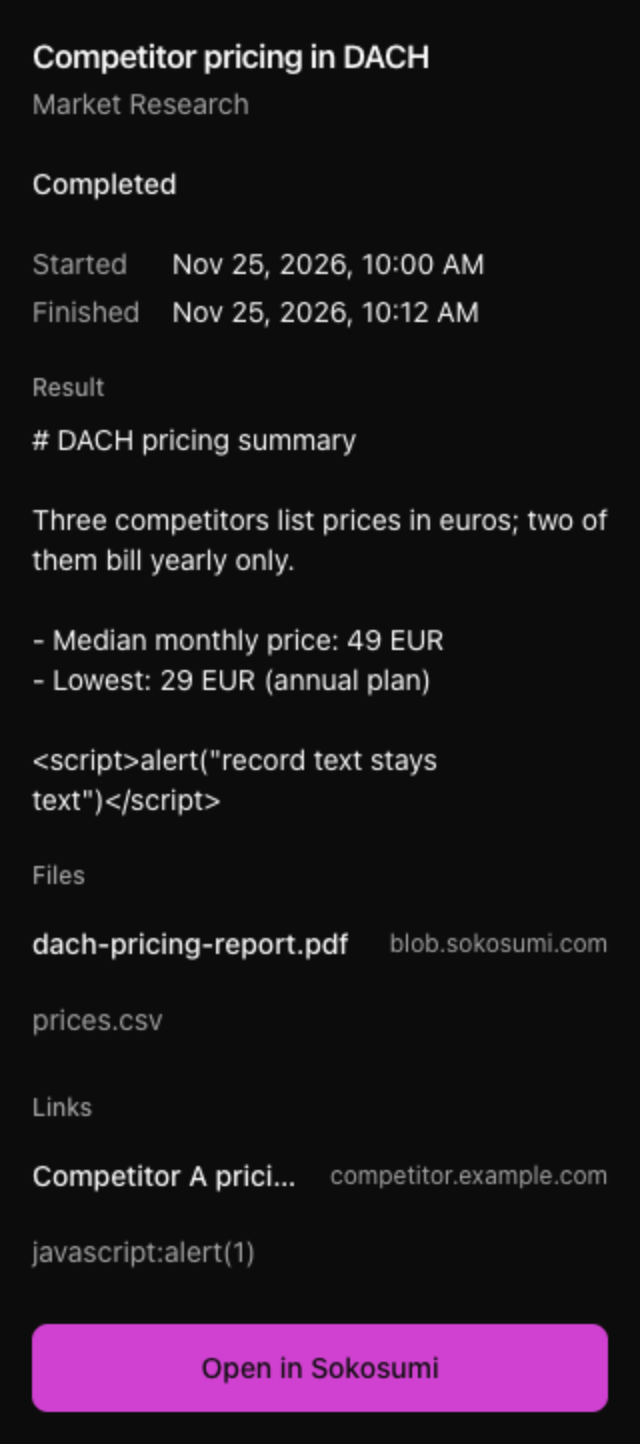 Competitor pricing in DACH
Market Research
Completed
Started Nov 25, 2026, 10:00 AM
Finished Nov 25, 2026, 10:12 AM
Result
# DACH pricing summary
Three competitors list prices in euros; two of
them bill yearly only.
- Median monthly price: 49 EUR
- Lowest: 29 EUR (annual plan)
<script>alert("record text stays
text")</script>
Files
dach-pricing-report.pdf blob.sokosumi.com
prices.csv
Links
Competitor A prici... competitor.example.com
javascript:alert(1)
Open in Sokosumi